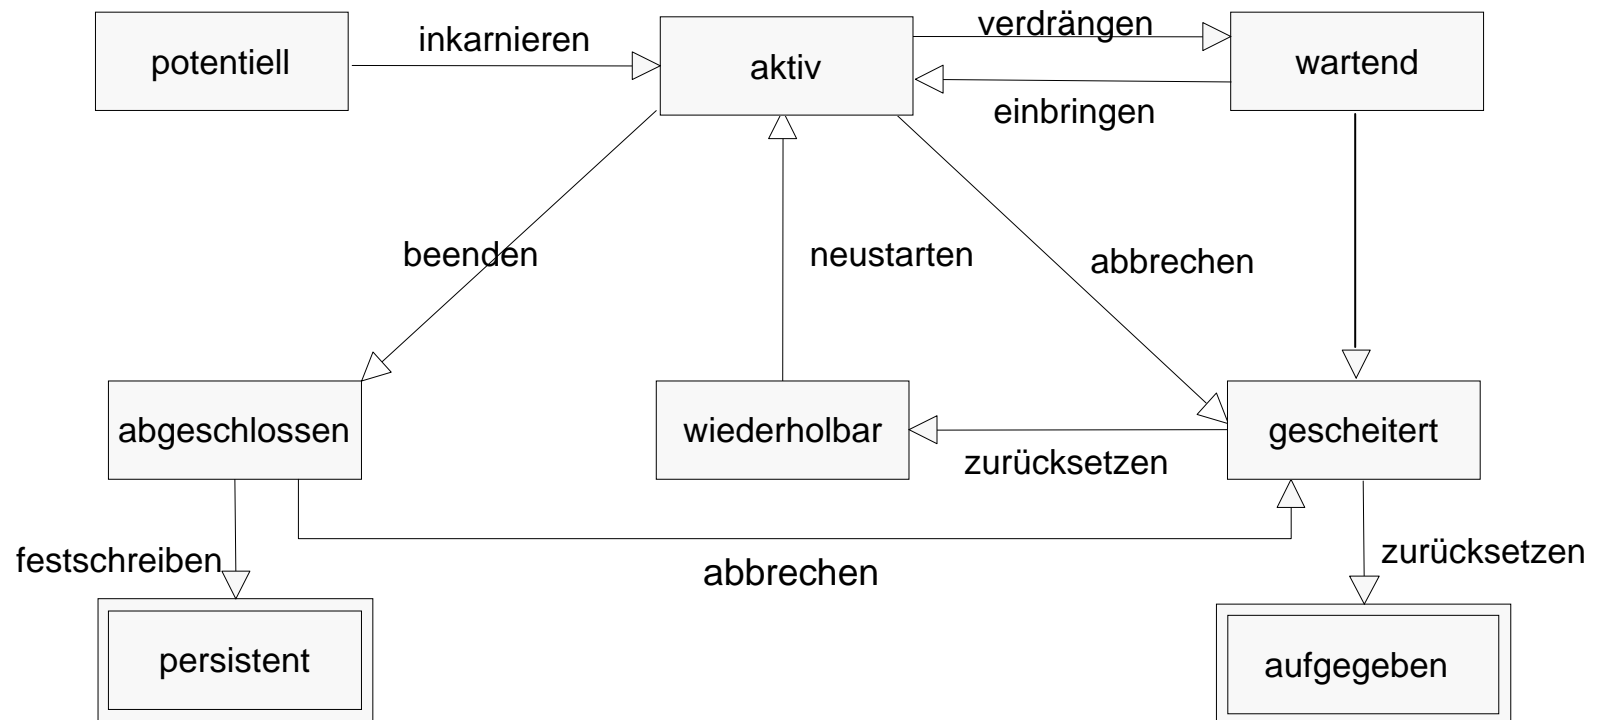 verdrängen
inkarnieren
potentiell
aktiv
wartend
einbringen
beenden
neustarten
abbrechen
abgeschlossen
wiederholbar
gescheitert
zurücksetzen
festschreiben
abbrechen
zurücksetzen
persistent
aufgegeben